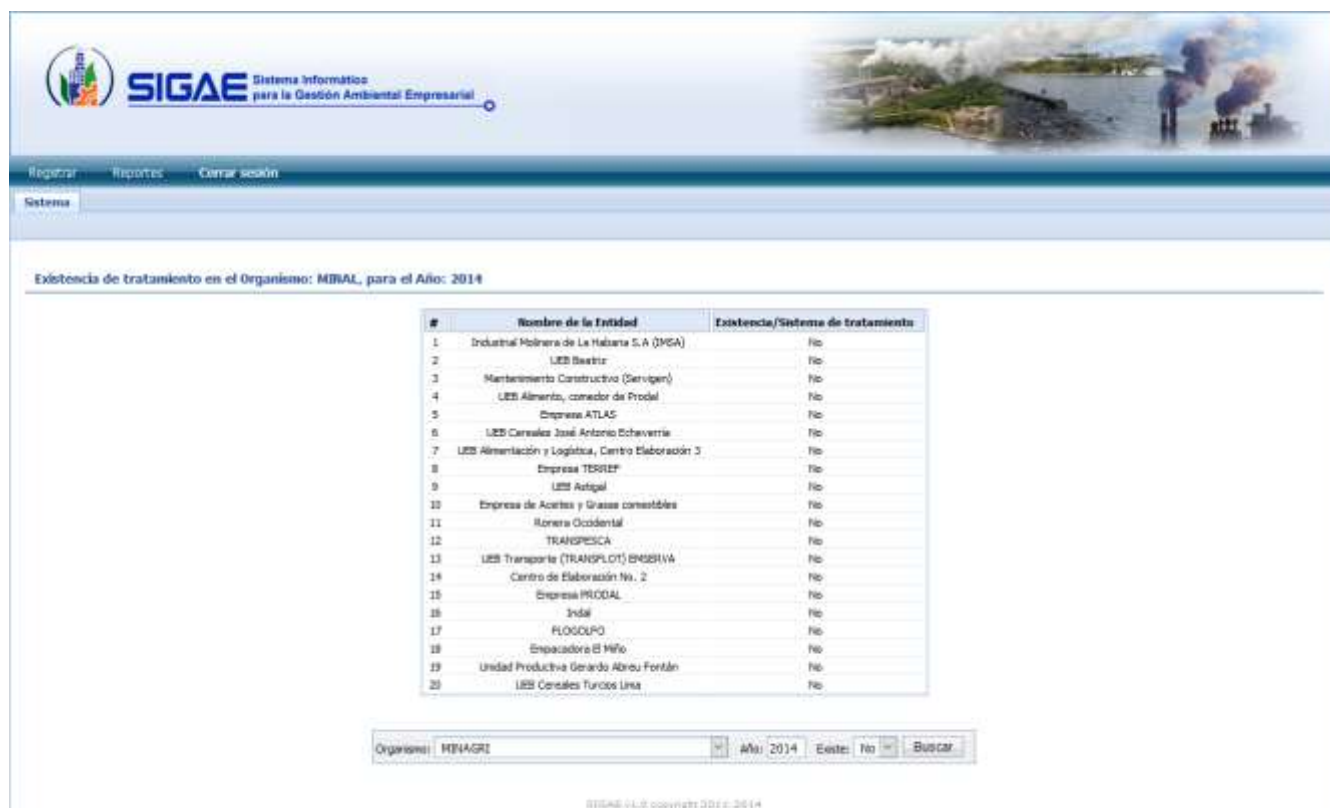 SIGAE Sistema Informático
para la Gestión Ambiental Empresarial
Registrar Reportes Cerrar sesión
Sistema
Existencia de tratamiento en el Organismo: MINAL, para el Año: 2014
# Nombre de la Entidad Existencia/Sistema de tratamiento
1 Industrial Molinera de La Habana S.A (IMSA) No
2 UEB Beatriz No
3 Mantenimiento Constructivo (Servigen) No
4 UEB Alimento, comedor de Prodal No
5 Empresa ATLAS No
6 UEB Cereales José Antonio Echeverría No
7 UEB Alimentación y Logística, Centro Elaboración 3 No
8 Empresa TERREF No
9 UEB No
10 Empresa de Aceites y Grasas comestibles No
11 Ronera Occidental No
12 TRANSPESCA No
13 UEB Transporte (TRANSFLOT) EMSERVA No
14 Centro de Elaboración No. 2 No
15 Empresa PRODAL No
16 Indal No
17 FLOGOLFO No
18 Empacadora El Miño No
19 Unidad Productiva Gerardo Abreu Fontán No
20 UEB Cereales Turcios Lima No
Organismo: MINAGRI Año: 2014 Existe: No Buscar
SIGAE v1.0 copyright 2014